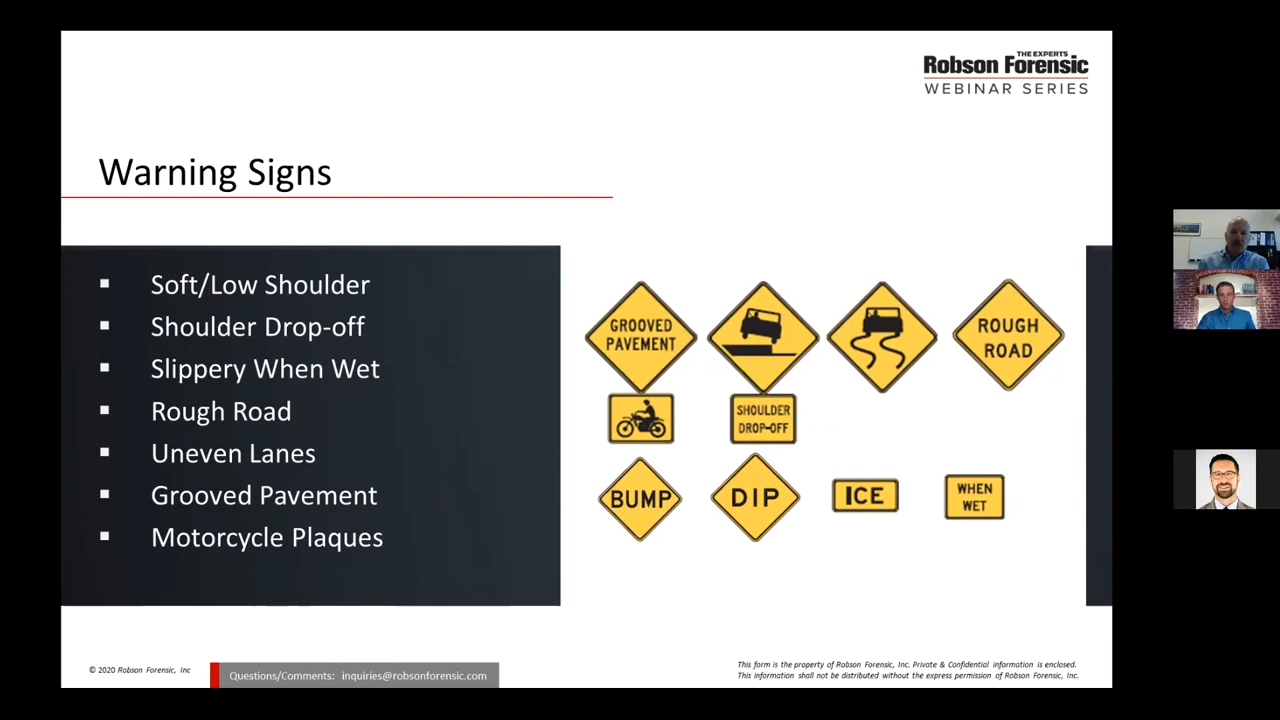 THE EXPERTS
Robson Forensic
WEBINAR SERIES
Warning Signs
Soft/Low Shoulder
Shoulder Drop-off
Slippery When Wet
Rough Road
Uneven Lanes
Grooved Pavement
Motorcycle Plaques
GROOVED
PAVEMENT
ROUGH
ROAD
SHOULDER
DROP-OFF
BUMP
DIP
ICE
WHEN
WET
© 2020 Robson Forensic, Inc
Questions/Comments: inquiries@robsonforensic.com
This form is the property of Robson Forensic, Inc. Private & Confidential information is enclosed.
This information shall not be distributed without the express permission of Robson Forensic, Inc.